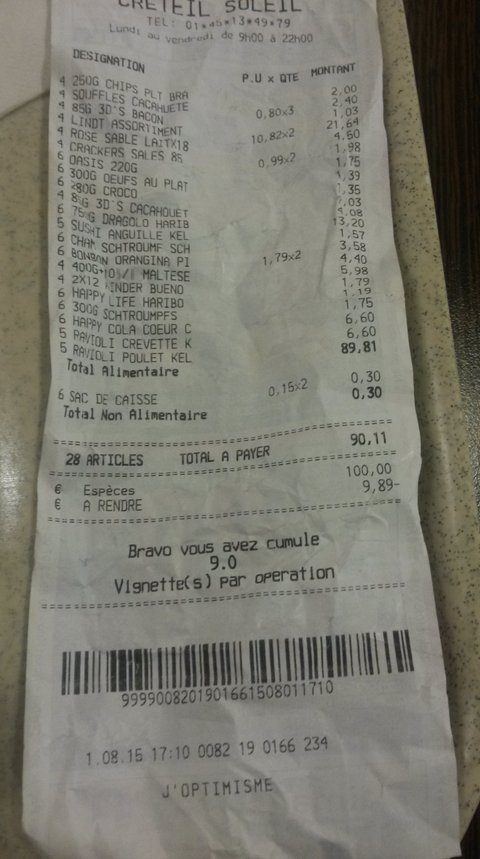 CRETEIL SOLEIL
TEL: 01*45*13*49*79
Lundi au vendredi de 9h00 à 22h00
DESIGNATION P.U x QTE MONTANT
4 250G CHIPS PLT BRA 2,00
4 SOUFFLES CACAHUETE 0,80x3 2,40
4 85G 3D'S BACON 1,03
4 LINDT ASSORTIMENT 10,82x2 21,64
4 ROSE SABLE LAITX18 4,50
4 CRACKERS SALES 85 0,99x2 1,98
6 OASIS 220G 1,75
6 300G OEUFS AU PLAT 1,39
6 280G CROCO 1,35
4 85G 3D'S CACAHOUET 1,03
6 DRAGOLO HARIB 4,08
5 SUSHI ANGUILLE KEL 13,20
6 CHAM SCHTROUMF SCH 1,57
6 BONBON ORANGINA PI 1,79x2 3,58
4 MALTESE 4,40
4 2X12 KINDER BUENO 5,98
6 HAPPY LIFE HARIBO 1,79
6 300G SCHTROUMPFS 1,19
6 HAPPY COLA COEUR C 1,75
5 RAVIOLI CREVETTE K 6,60
5 RAVIOLI POULET KEL 6,60
Total Alimentaire 89,81
6 SAC DE CAISSE 0,15x2 0,30
Total Non Alimentaire 0,30
28 ARTICLES TOTAL A PAYER 90,11
€ Espèces 100,00
€ A RENDRE 9,89-
Bravo vous avez cumule
9.0
Vignette(s) par operation
9999008201901661508011710
1.08.15 17:10 0082 19 0166 234
J'OPTIMISME